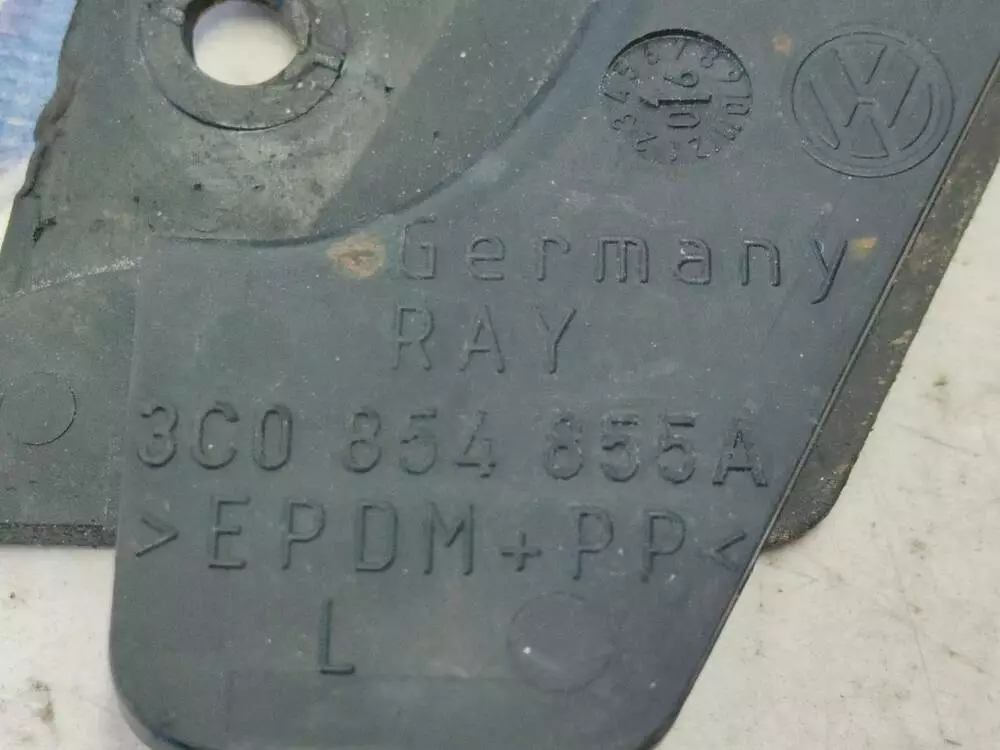 Germany
RAY
3C0 854 855A
>EPDM+PP<
L